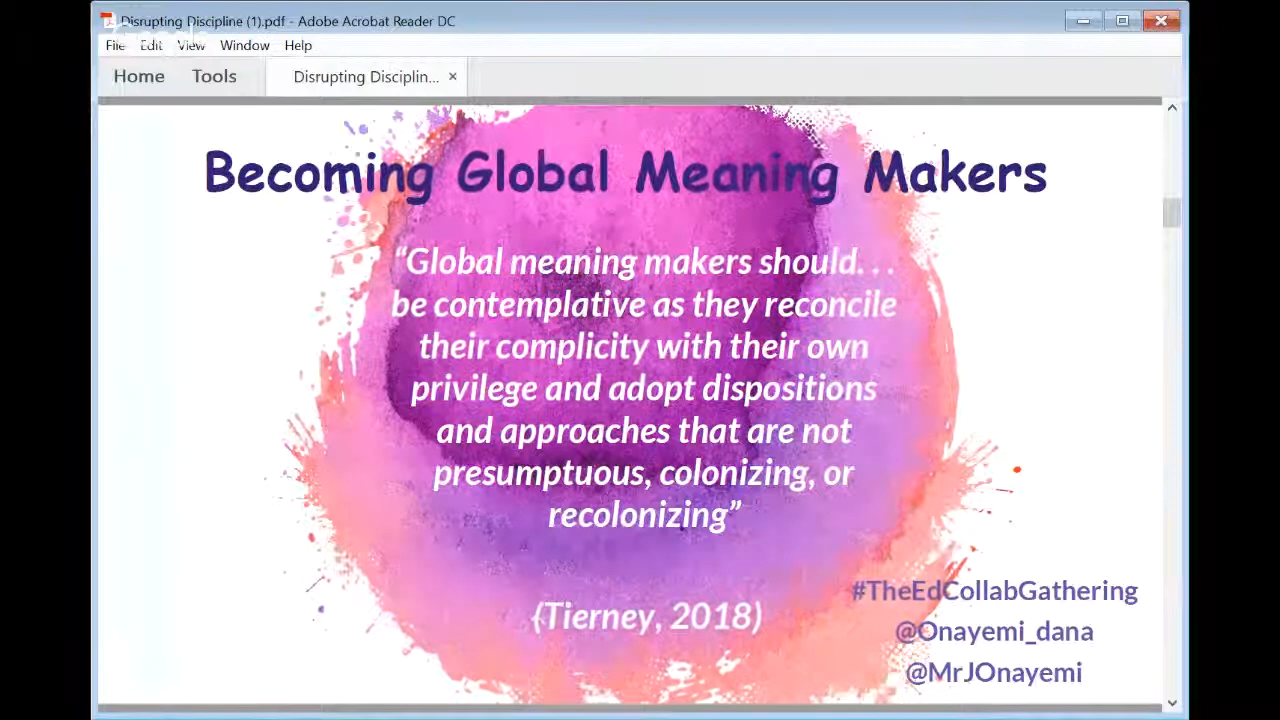 Disrupting Discipline (1).pdf - Adobe Acrobat Reader DC
File Edit View Window Help
Home Tools Disrupting Disciplin... ×
Becoming Global Meaning Makers
“Global meaning makers should. . .
be contemplative as they reconcile
their complicity with their own
privilege and adopt dispositions
and approaches that are not
presumptuous, colonizing, or
recolonizing”
(Tierney, 2018)
#TheEdCollabGathering
@Onayemi_dana
@MrJOnayemi